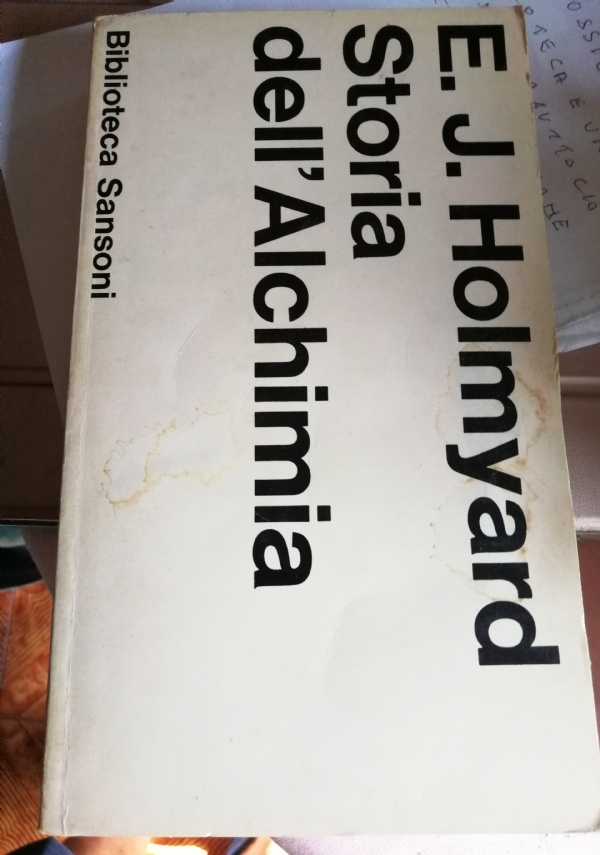 E. J. Holmyard
Storia
dell'Alchimia
Biblioteca Sansoni